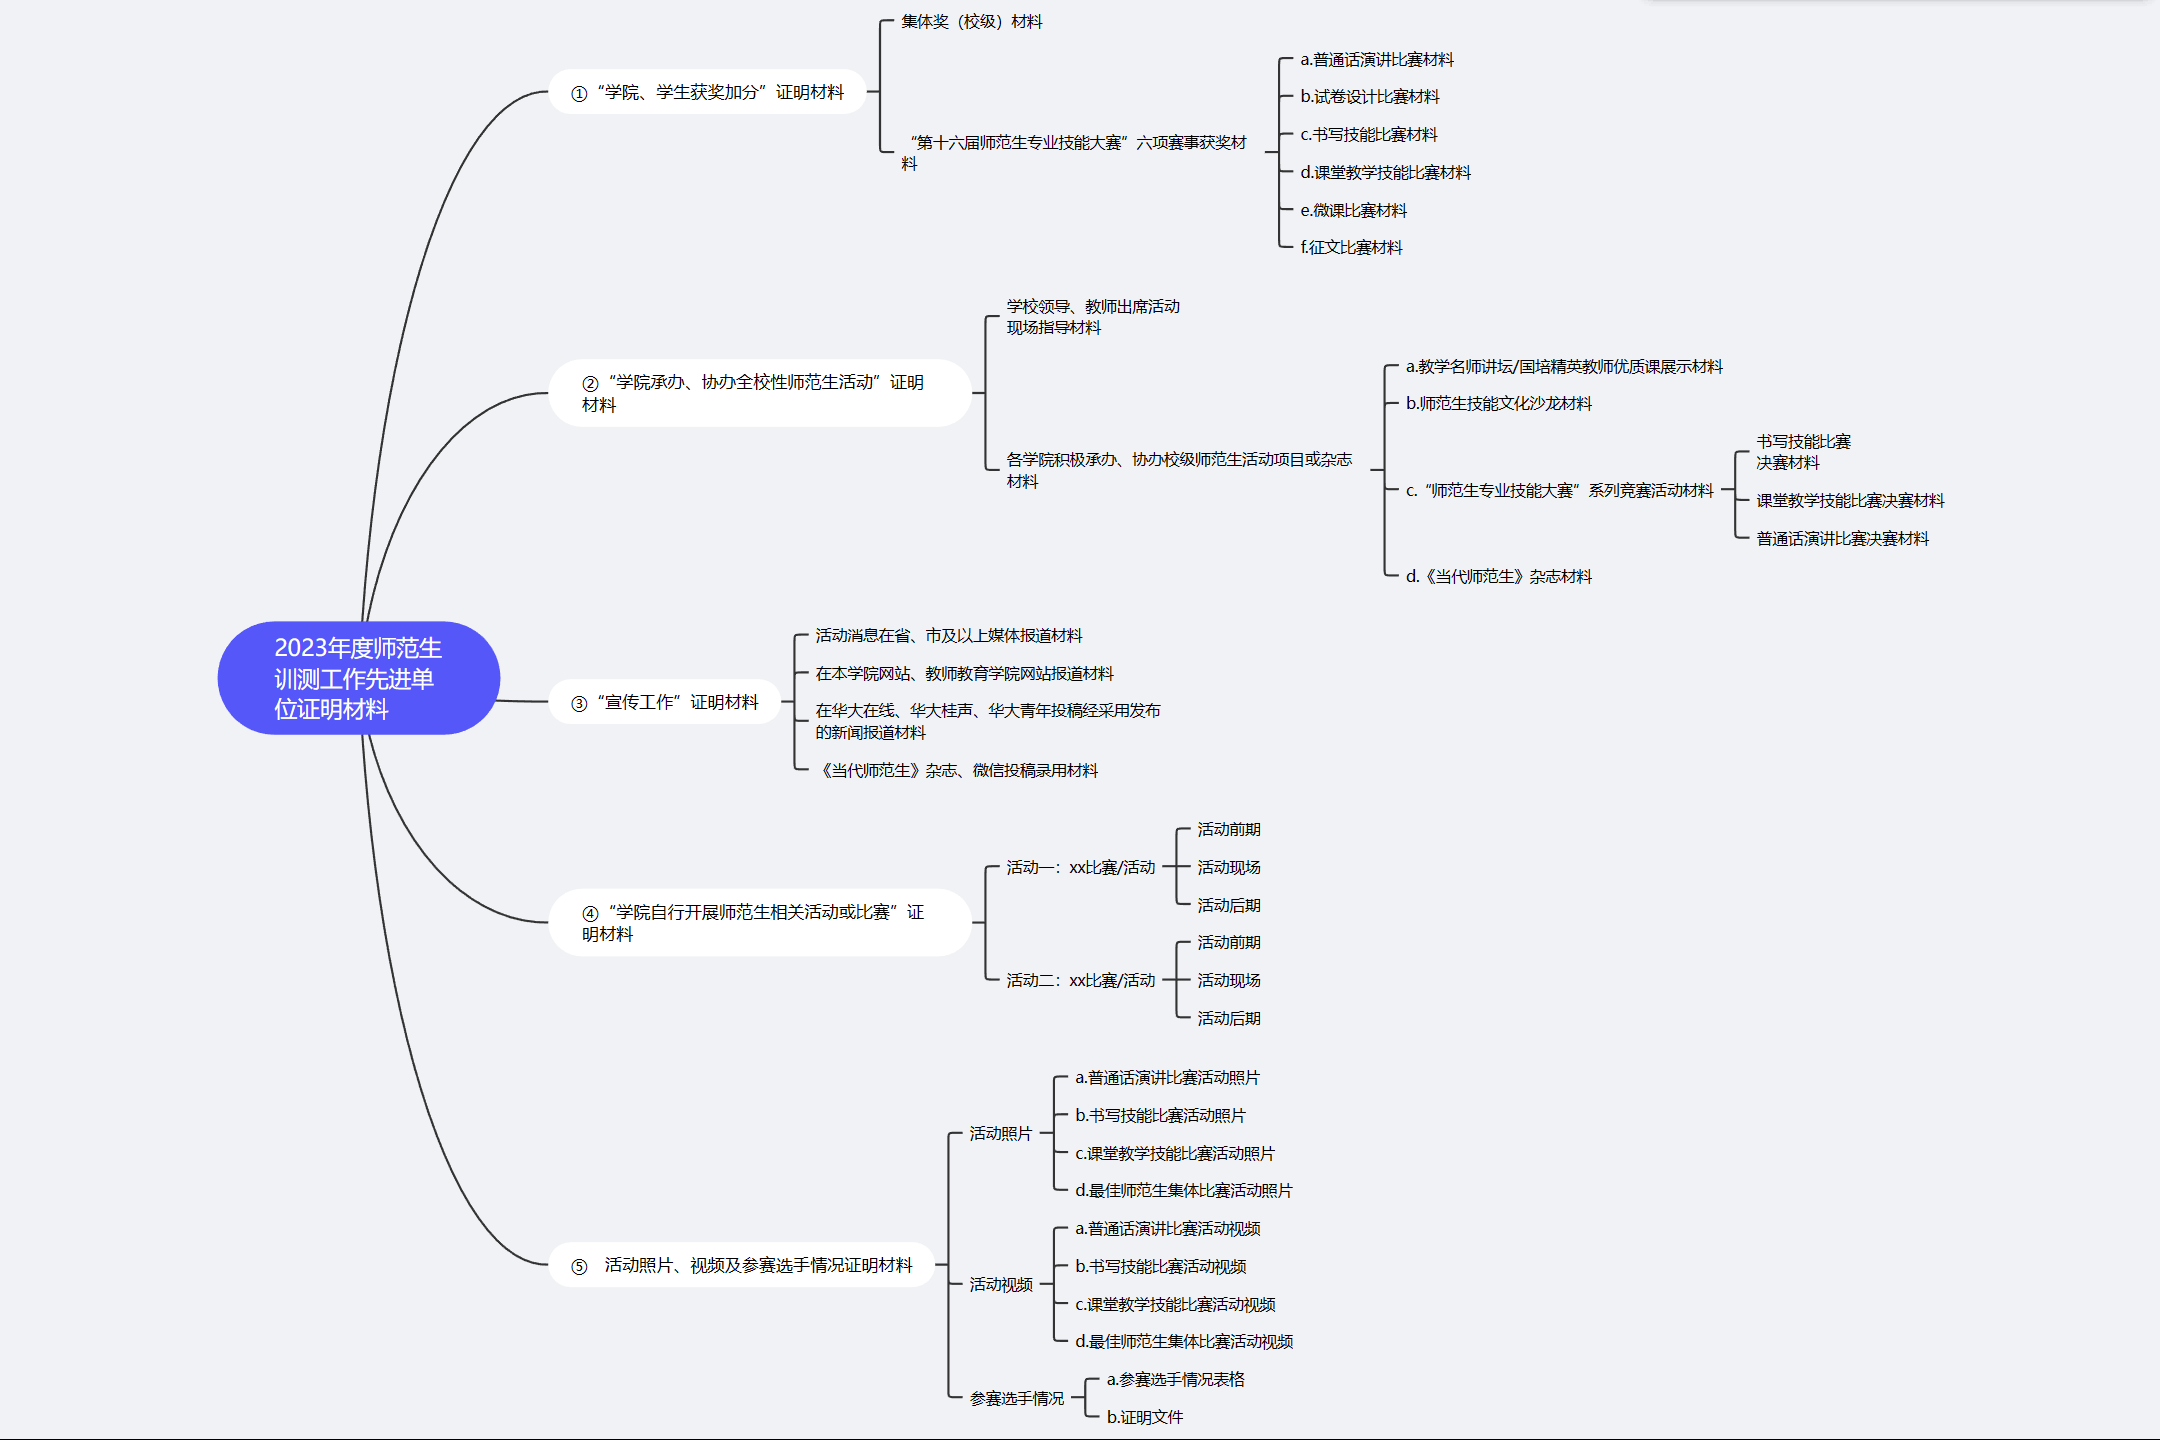 集体奖（校级）材料
①“学院、学生获奖加分”证明材料
“第十六届师范生专业技能大赛”六项赛事获奖材
料
a.普通话演讲比赛材料
b.试卷设计比赛材料
c.书写技能比赛材料
d.课堂教学技能比赛材料
e.微课比赛材料
f.征文比赛材料
②“学院承办、协办全校性师范生活动”证明
材料
学校领导、教师出席活动
现场指导材料
各学院积极承办、协办校级师范生活动项目或杂志
材料
a.教学名师讲坛/国培精英教师优质课展示材料
b.师范生技能文化沙龙材料
c.“师范生专业技能大赛”系列竞赛活动材料
书写技能比赛
决赛材料
课堂教学技能比赛决赛材料
普通话演讲比赛决赛材料
d.《当代师范生》杂志材料
2023年度师范生
训测工作先进单
位证明材料
③“宣传工作”证明材料
活动消息在省、市及以上媒体报道材料
在本学院网站、教师教育学院网站报道材料
在华大在线、华大桂声、华大青年投稿经采用发布
的新闻报道材料
《当代师范生》杂志、微信投稿录用材料
④“学院自行开展师范生相关活动或比赛”证
明材料
活动一：xx比赛/活动
活动前期
活动现场
活动后期
活动二：xx比赛/活动
活动前期
活动现场
活动后期
⑤ 活动照片、视频及参赛选手情况证明材料
活动照片
a.普通话演讲比赛活动照片
b.书写技能比赛活动照片
c.课堂教学技能比赛活动照片
d.最佳师范生集体比赛活动照片
活动视频
a.普通话演讲比赛活动视频
b.书写技能比赛活动视频
c.课堂教学技能比赛活动视频
d.最佳师范生集体比赛活动视频
参赛选手情况
a.参赛选手情况表格
b.证明文件